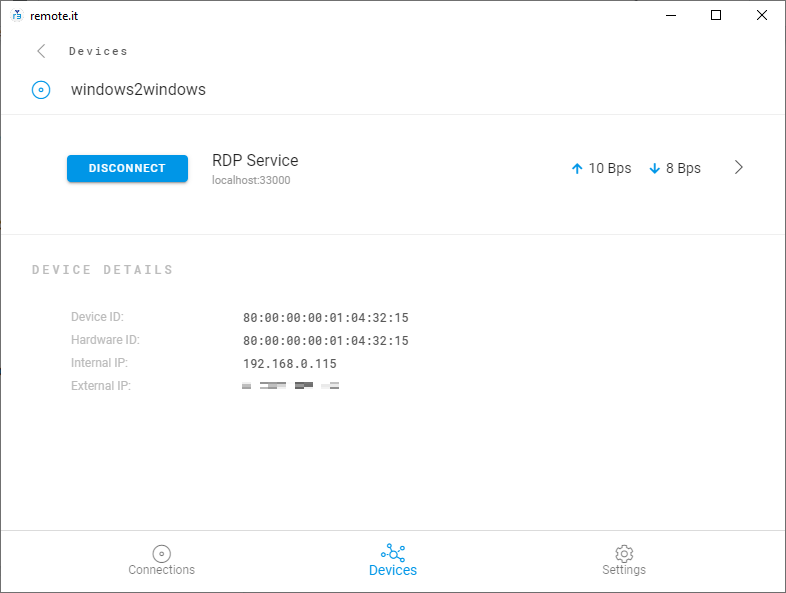 remote.it
Devices
windows2windows
DISCONNECT
RDP Service
localhost:33000
10 Bps
8 Bps
DEVICE DETAILS
Device ID: 80:00:00:00:01:04:32:15
Hardware ID: 80:00:00:00:01:04:32:15
Internal IP: 192.168.0.115
External IP:
Connections
Devices
Settings